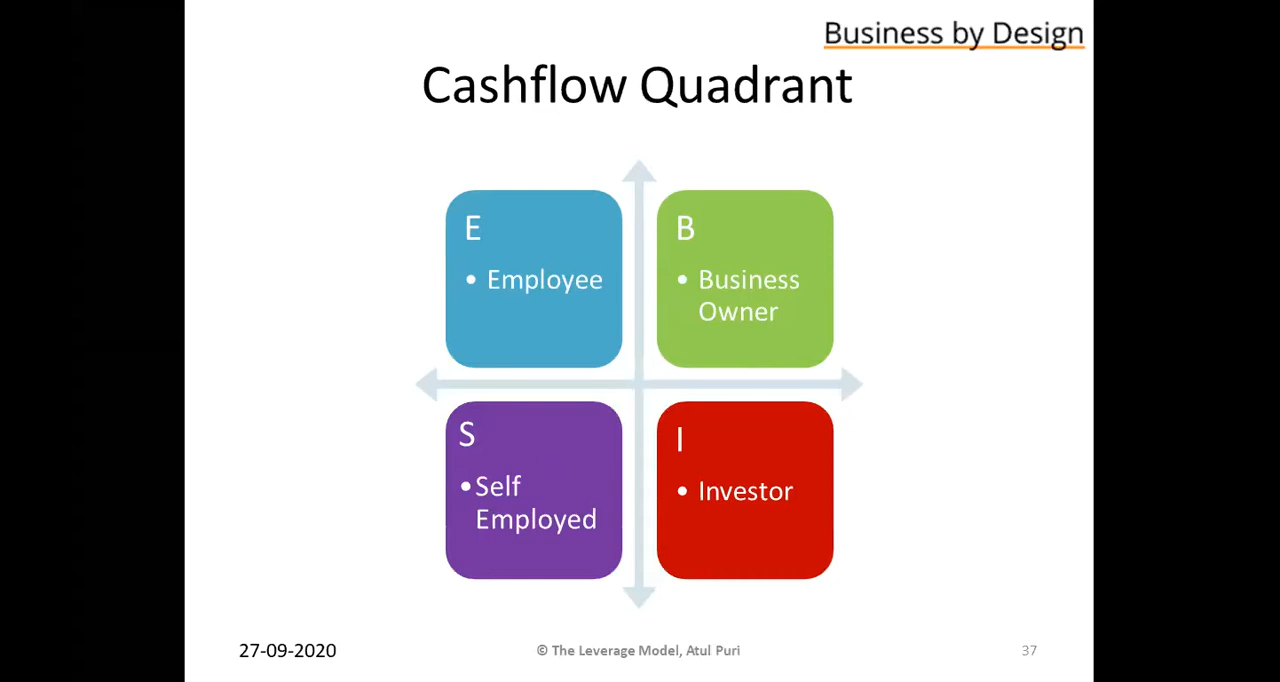 Business by Design
Cashflow Quadrant
E
• Employee
B
• Business
Owner
S
• Self
Employed
I
• Investor
27-09-2020
© The Leverage Model, Atul Puri
37